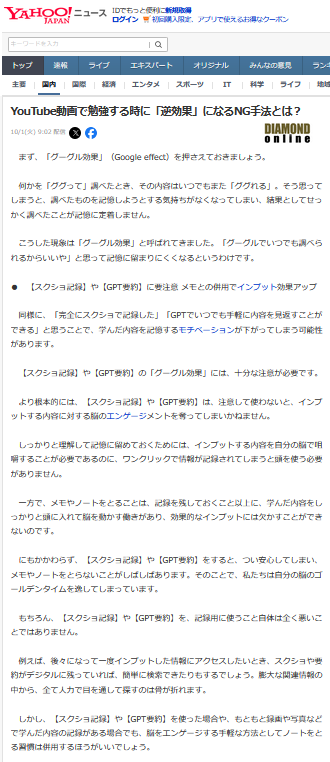 YAHOO! JAPAN ニュース
IDでもっと便利に新規取得
ログイン 初回購入限定、アプリで使えるお得なクーポン
キーワードを入力
トップ 速報 ライブ エキスパート オリジナル みんなの意見 ランキ
主要 国内 国際 経済 エンタメ スポーツ IT 科学 ライフ 地
YouTube動画で勉強する時に「逆効果」になるNG手法とは？
10/1(火) 9:02 配信
DIAMOND
online
まず、「グーグル効果」（Google effect）を押さえておきましょう。
何かを「ググって」調べたとき、その内容はいつでもまた「ググれる」。そう思って
しまうと、調べたものを記憶しようとする気持ちがなくなってしまい、結果としてせっ
かく調べたことが記憶に定着しません。
こうした現象は「グーグル効果」と呼ばれてきました。「グーグルでいつでも調べら
れるからいいや」と思って記憶に留まりにくくなるというわけです。
● 【スクショ記録】や【GPT要約】に要注意 メモとの併用でインプット効果アップ
同様に、「完全にスクショで記録した」「GPTでいつでも手軽に内容を見返すことが
できる」と思うことで、学んだ内容を記憶するモチベーションが下がってしまう可能性
があります。
【スクショ記録】や【GPT要約】の「グーグル効果」には、十分な注意が必要です。
より根本的には、【スクショ記録】や【GPT要約】は、注意して使わないと、インプッ
トする内容に対する脳のエンゲージメントを奪ってしまいかねません。
しっかりと理解して記憶に留めておくためには、インプットする内容を自分の脳で咀
嚼することが必要であるのに、ワンクリックで情報が記録されてしまうと頭を使う必要
がありません。
一方で、メモやノートをとることは、記録を残しておくこと以上に、学んだ内容をし
っかりと頭に入れて脳を動かす働きがあり、効果的なインプットには欠かすことができ
ないのです。
にもかかわらず、【スクショ記録】や【GPT要約】をすると、つい安心してしまい、
メモやノートをとらないことがしばしばあります。そのことで、私たちは自分の脳のゴ
ールデンタイムを逸してしまっています。
もちろん、【スクショ記録】や【GPT要約】を、記録用に使うこと自体は全く悪いこ
とではありません。
例えば、後々になって一度インプットした情報にアクセスしたいとき、スクショや要
約がデジタルに残っていれば、簡単に検索できたりもするでしょう。膨大な関連情報の
中から、全て人力で目を通して探すのは骨が折れます。
しかし、【スクショ記録】や【GPT要約】を使った場合や、もともと録画や写真など
で学んだ内容の記録がある場合でも、脳をエンゲージする手軽な方法としてノートをと
る習慣は併用するほうがいいでしょう。